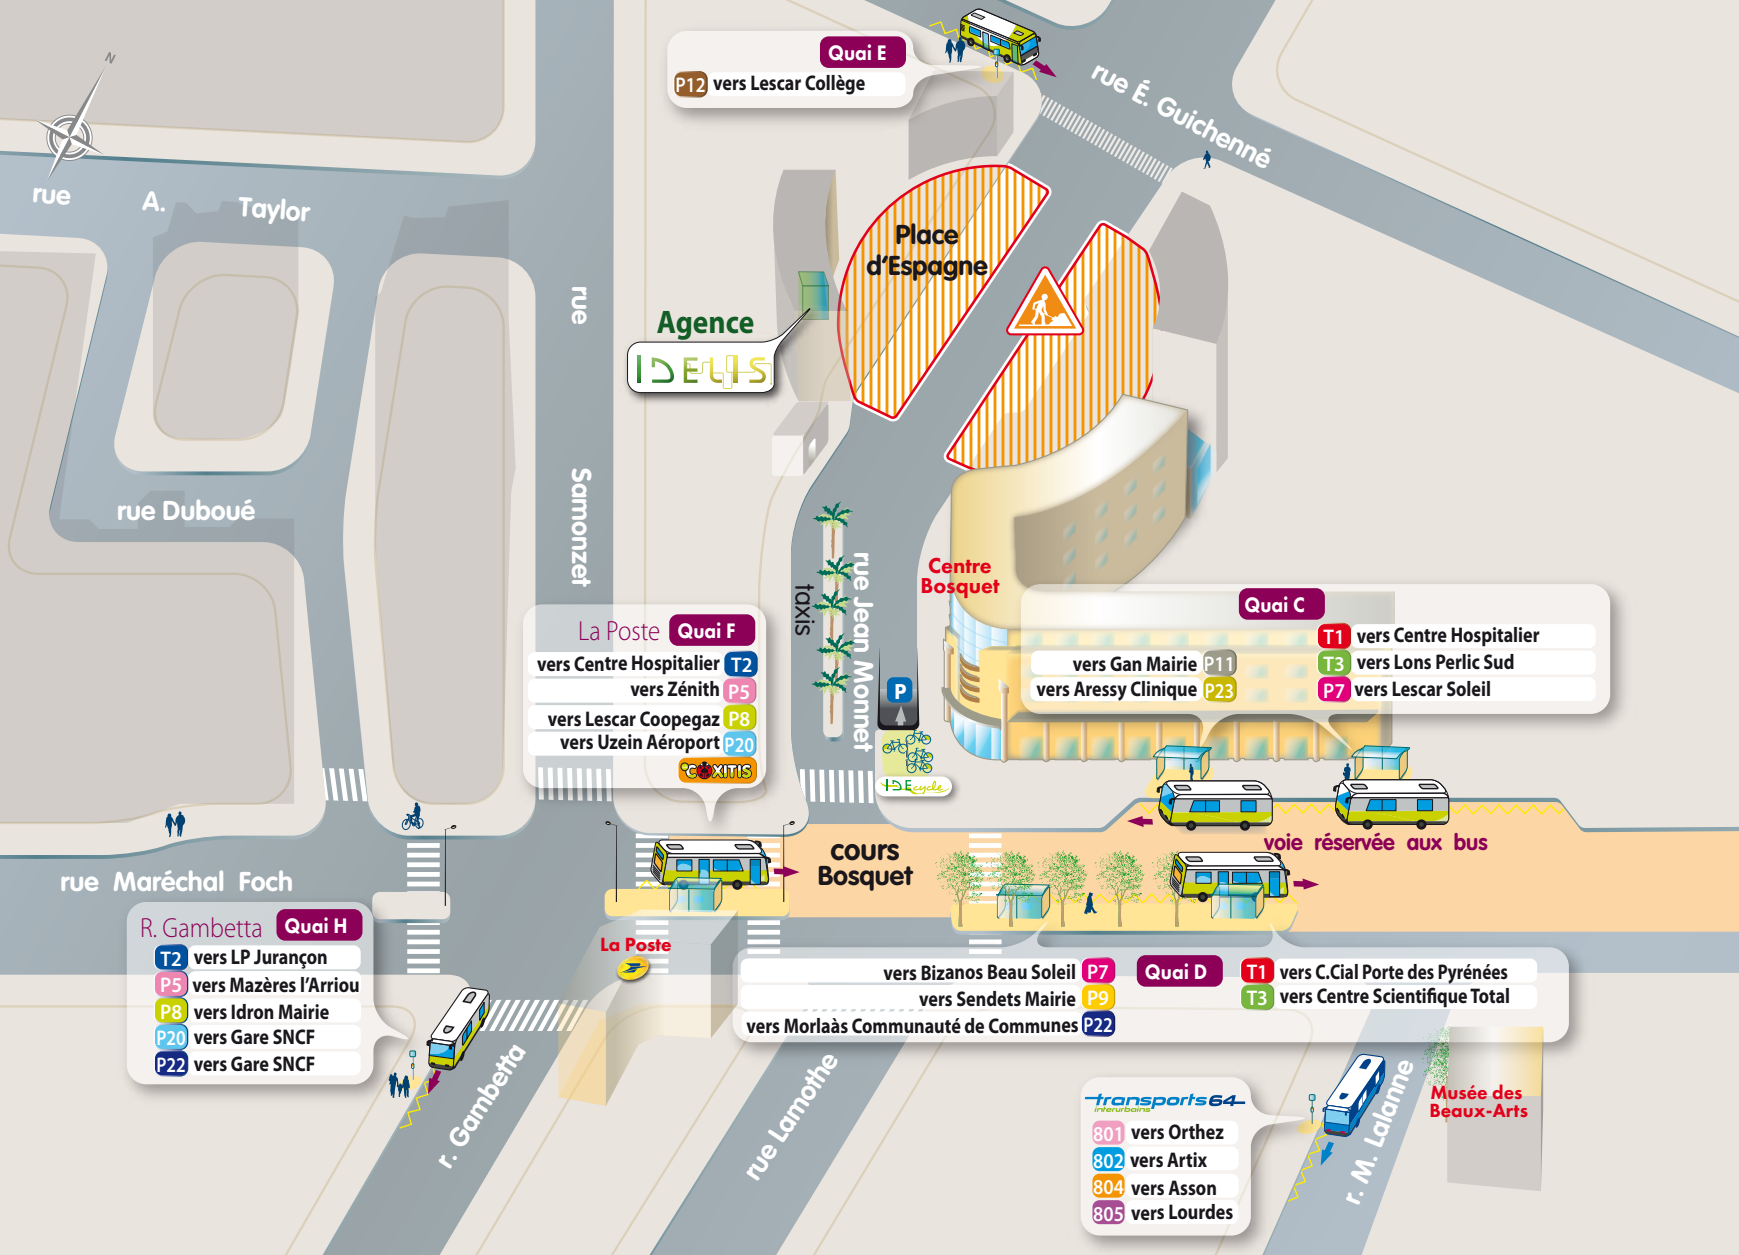 N
Quai E
P12 vers Lescar Collège
rue É. Guichenné
rue A. Taylor
Place
d'Espagne
rue Samonzet
Agence
IDELIS
rue Duboué
taxis
rue Jean Monnet
Centre
Bosquet
P
IDEcycle
La Poste Quai F
vers Centre Hospitalier T2
vers Zénith P5
vers Lescar Coopegaz P8
vers Uzein Aéroport P20
COXITIS
Quai C
vers Gan Mairie P11
vers Aressy Clinique P23
T1 vers Centre Hospitalier
T3 vers Lons Perlic Sud
P7 vers Lescar Soleil
voie réservée aux bus
cours
Bosquet
rue Maréchal Foch
R. Gambetta Quai H
T2 vers LP Jurançon
P5 vers Mazères l'Arriou
P8 vers Idron Mairie
P20 vers Gare SNCF
P22 vers Gare SNCF
La Poste
Quai D
vers Bizanos Beau Soleil P7
vers Sendets Mairie P9
vers Morlaàs Communauté de Communes P22
T1 vers C.Cial Porte des Pyrénées
T3 vers Centre Scientifique Total
r. Gambetta
rue Lamothe
r. M. Lalanne
Musée des
Beaux-Arts
transports 64
interurbains
801 vers Orthez
802 vers Artix
804 vers Asson
805 vers Lourdes